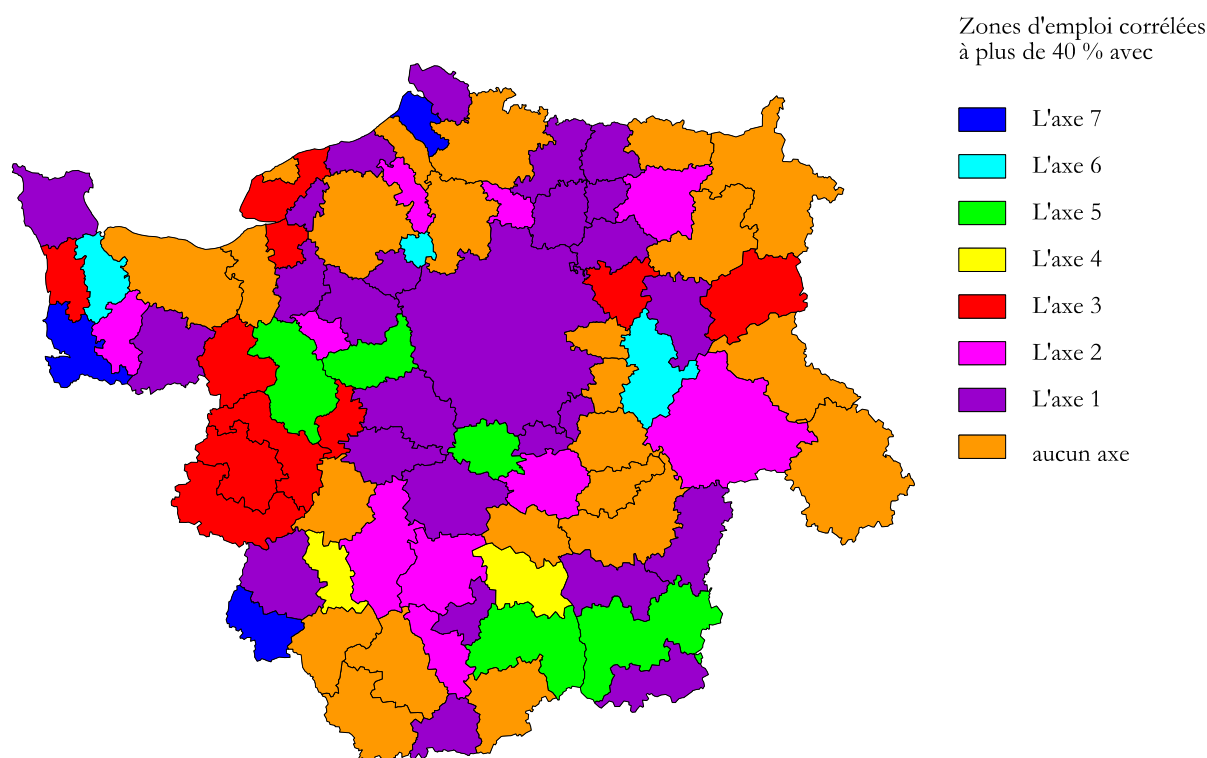 Zones d'emploi corrélées
à plus de 40 % avec
L'axe 7
L'axe 6
L'axe 5
L'axe 4
L'axe 3
L'axe 2
L'axe 1
aucun axe